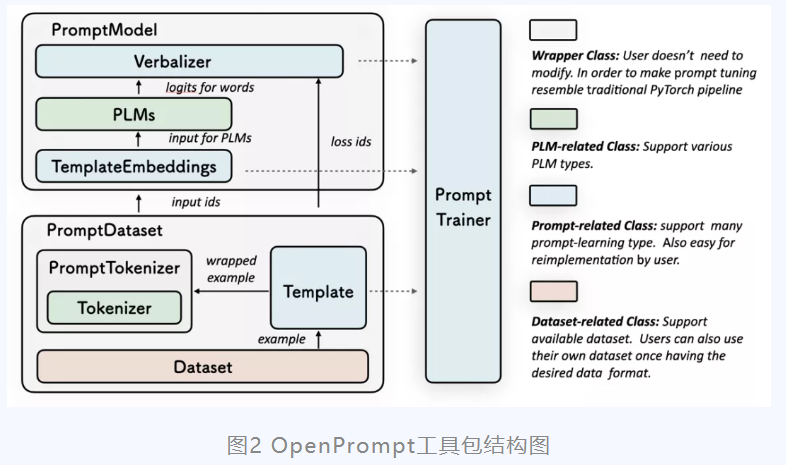 PromptModel
Verbalizer
logits for words
PLMs
input for PLMs
loss ids
TemplateEmbeddings
input ids
PromptDataset
PromptTokenizer
wrapped
example
Tokenizer
Template
example
Dataset
Prompt
Trainer
Wrapper Class: User doesn't need to
modify. In order to make prompt tuning
resemble traditional PyTorch pipeline
PLM-related Class: Support various
PLM types.
Prompt-related Class: support many
prompt-learning type. Also easy for
reimplementation by user.
Dataset-related Class: Support
available dataset. Users can also use
their own dataset once having the
desired data format.
图2 OpenPrompt工具包结构图